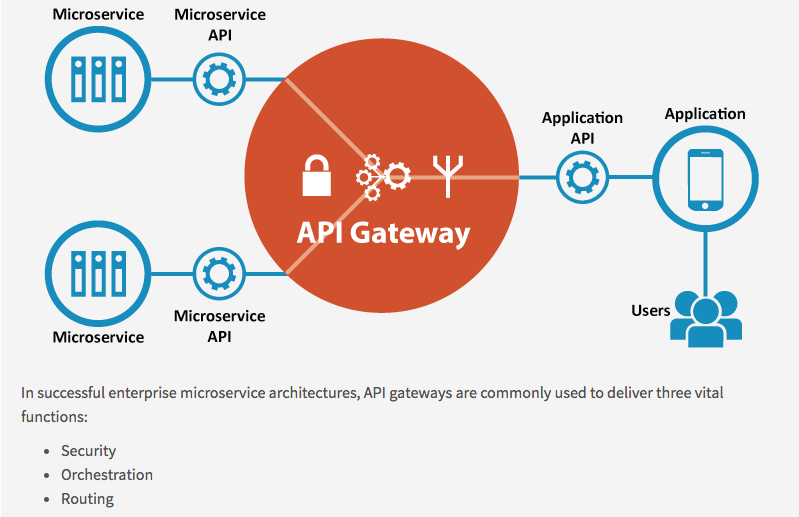 Microservice
Microservice
API
Application
API
Application
API Gateway
Users
Microservice
Microservice
API
In successful enterprise microservice architectures, API gateways are commonly used to deliver three vital
functions:
• Security
• Orchestration
• Routing